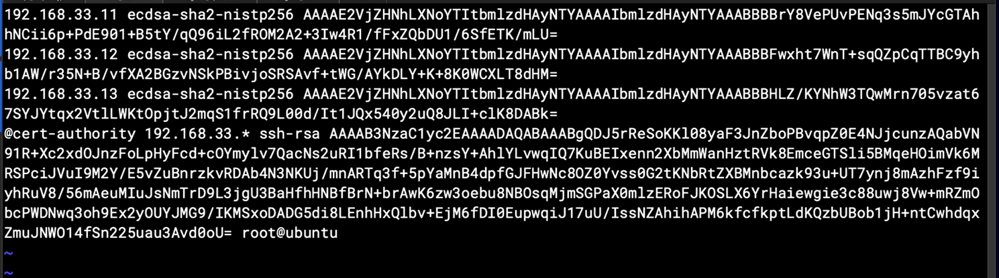 192.168.33.11 ecdsa-sha2-nistp256 AAAAE2VjZHNhLXNoYTItbmlzdHAyNTYAAAAIbmlzdHAyNTYAAABBBBrY8VePUvPENq3s5mJYcGTAh
hNCii6p+PdE901+B5tY/qQ96iL2fROM2A2+3Iw4R1/fFxZQbDU1/6SfETK/mLU=
192.168.33.12 ecdsa-sha2-nistp256 AAAAE2VjZHNhLXNoYTItbmlzdHAyNTYAAAAIbmlzdHAyNTYAAABBBFwxht7WnT+sqQZpCqTTBC9yh
b1AW/r35N+B/vfXA2BGzvNSkPBivjoSRSAvf+tWG/AYkDLY+K+8K0WCXLT8dHM=
192.168.33.13 ecdsa-sha2-nistp256 AAAAE2VjZHNhLXNoYTItbmlzdHAyNTYAAAAIbmlzdHAyNTYAAABBBHLZ/KYNhW3TQwMrn705vzat6
7SYJYtqx2VtlLWKtOpjtJ2mqS1frRQ9L00d/It1JQx540y2uQ8JLI+clK8DABk=
@cert-authority 192.168.33.* ssh-rsa AAAAB3NzaC1yc2EAAAADAQABAAABgQDJ5rReSoKKl08yaF3JnZboPBvqpZ0E4NJjcunzAQabVN
91R+Xc2xdOJnzFoLpHyFcd+cOYmylv7QacNs2uRI1bfeRs/B+nzsY+AhlYLvwqIQ7KuBEIxenn2XbMmWanHztRVk8EmceGTSli5BMqeHOimVk6M
RSPciJVuI9M2Y/E5vZuBnrzkvRDAb4N3NKUj/mnARTq3f+5pYaMnB4dpfGJFHwNc8OZ0Yvss0G2tKNbRtZXBMnbcazk93u+UT7ynj8mAzhFzf9i
yhRuV8/56mAeuMIuJsNmTrD9L3jgU3BaHfhHNBfBrN+brAwK6zw3oebu8NBOsqMjmSGPaX0mlzERoFJKOSLX6YrHaiewgie3c88uwj8Vw+mRZmO
bcPWDNwq3oh9Ex2yOUYJMG9/IKMSxoDADG5di8LEnhHxQlbv+EjM6fDI0EupwqiJ17uU/IssNZAhihAPM6kfcfkptLdKQzbUBob1jH+ntCwhdqx
ZmuJNWO14fSn225uau3Avd0oU= root@ubuntu
~
~